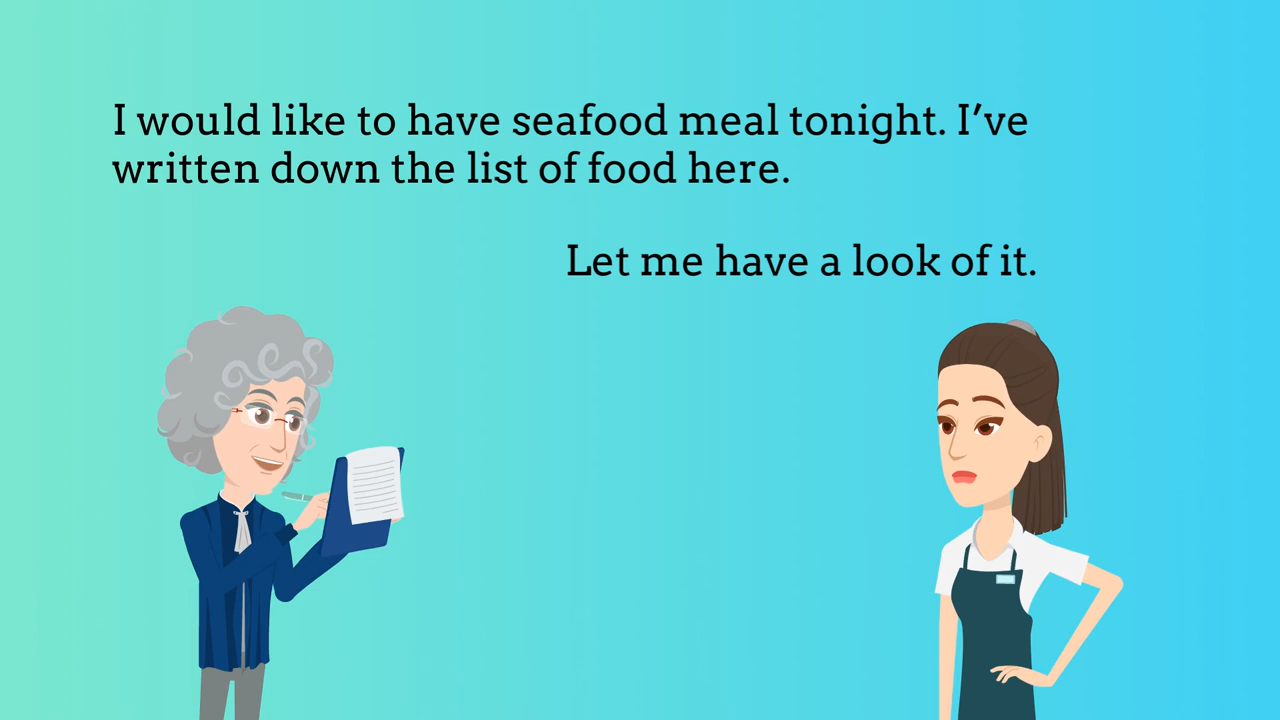 I would like to have seafood meal tonight. I’ve
written down the list of food here.
Let me have a look of it.